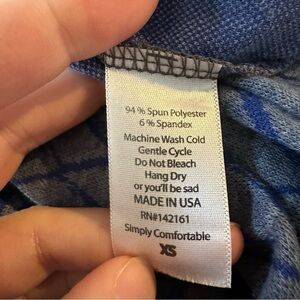 94 % Spun Polyester
6 % Spandex
Machine Wash Cold
Gentle Cycle
Do Not Bleach
Hang Dry
or you'll be sad
MADE IN USA
RN#142161
Simply Comfortable
XS